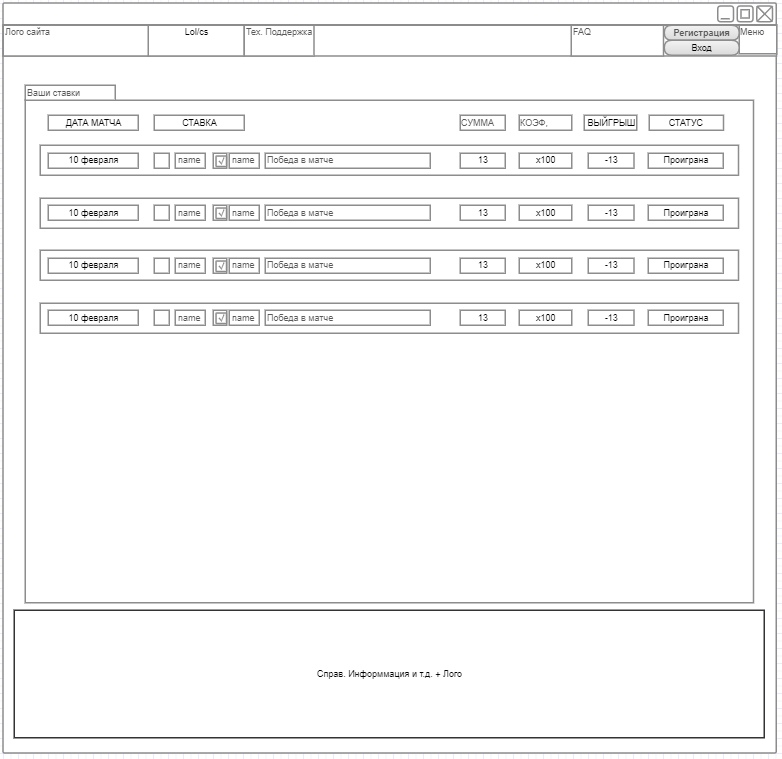 Лого сайта Lol/cs Тех. Поддержка FAQ Регистрация Меню
Вход
Ваши ставки
ДАТА МАТЧА СТАВКА СУММА КОЭФ, ВЫЙГРЫШ СТАТУС
10 февраля name name Победа в матче 13 x100 -13 Проиграна
10 февраля name name Победа в матче 13 x100 -13 Проиграна
10 февраля name name Победа в матче 13 x100 -13 Проиграна
10 февраля name name Победа в матче 13 x100 -13 Проиграна
Справ. Информмация и т.д. + Лого